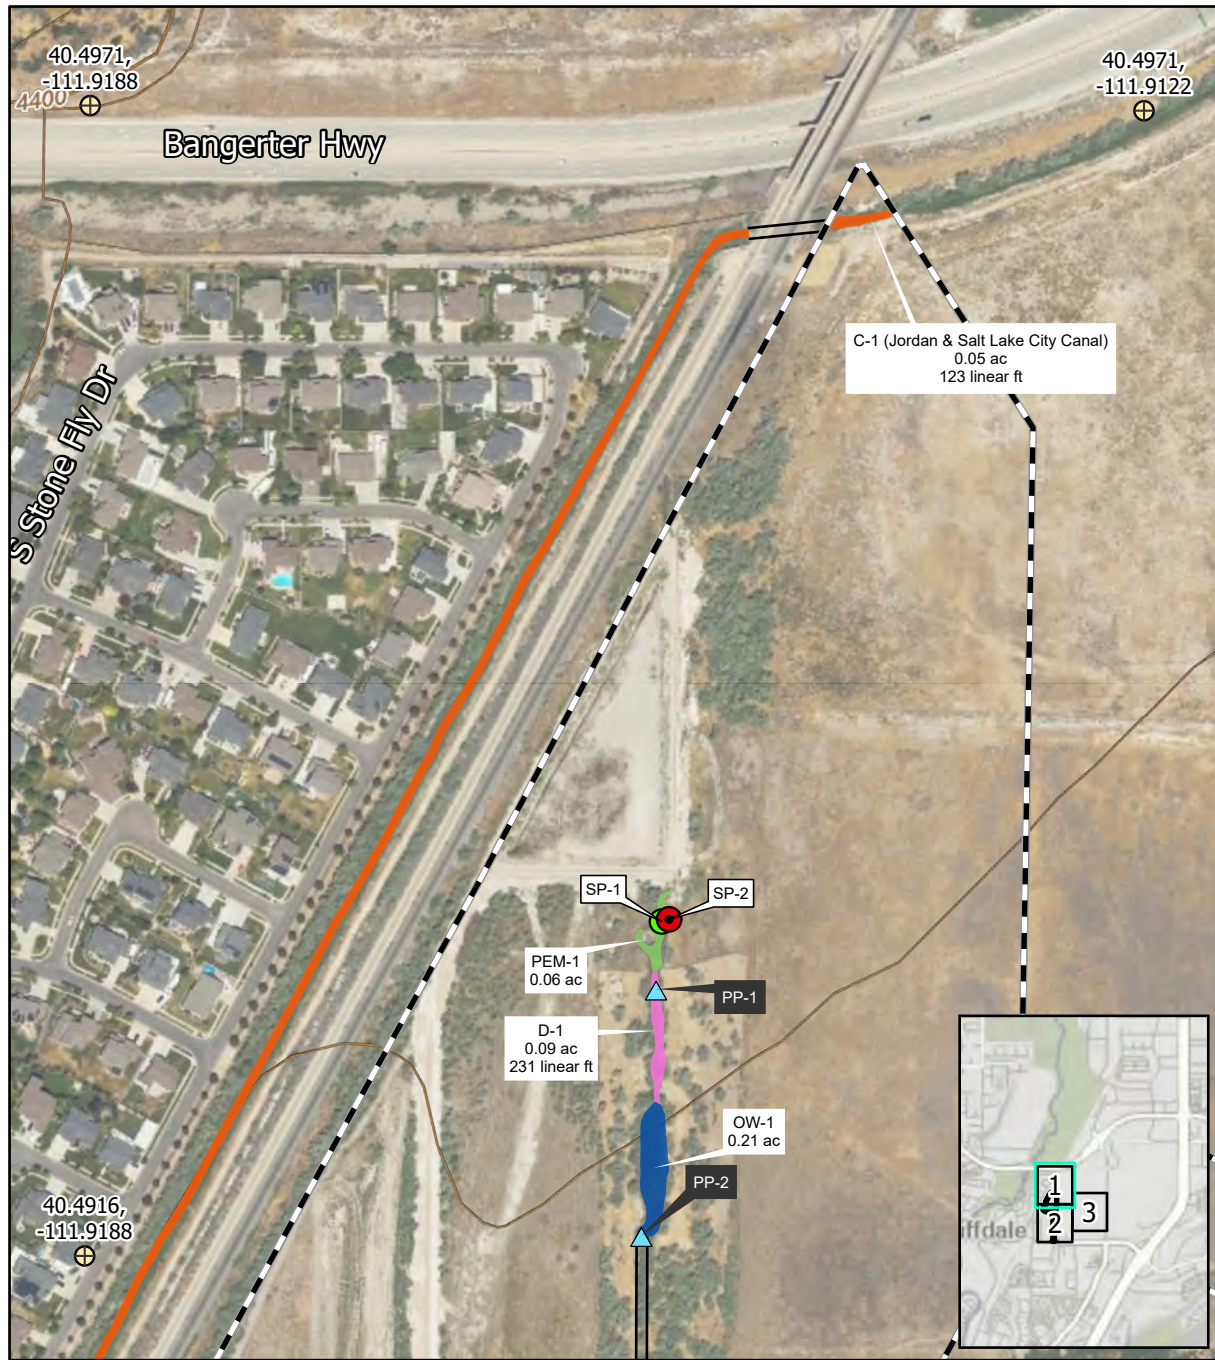 40.4971,
-111.9188
4400
Bangerter Hwy
40.4971,
-111.9122
C-1 (Jordan & Salt Lake City Canal)
0.05 ac
123 linear ft
S Stone Fly Dr
SP-1
SP-2
PEM-1
0.06 ac
PP-1
D-1
0.09 ac
231 linear ft
OW-1
0.21 ac
PP-2
40.4916,
-111.9188
1
2
3
iffdale